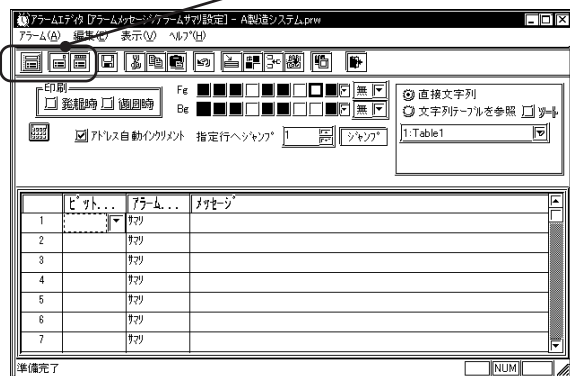 アラームエディタ [アラームメッセージ/アラームサマリ設定] - A製造システム.prw
アラーム(A) 編集(E) 表示(V) ヘルプ(H)
印刷
発報時 復旧時
Fg 無
Bg 無
直接文字列
文字列テーブルを参照 ツール
アドレス自動インクリメント 指定行へジャンプ 1 ジャンプ
1:Table1
ビット... アラーム... メッセージ
1 サマリ
2 サマリ
3 サマリ
4 サマリ
5 サマリ
6 サマリ
7 サマリ
準備完了 NUM